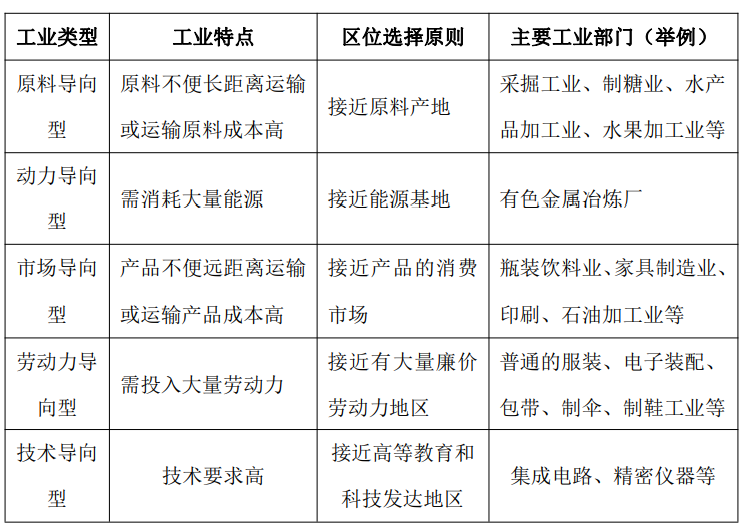 工业类型 工业特点 区位选择原则 主要工业部门（举例）
原料导向 原料不便长距离运输 接近原料产地 采掘工业、制糖业、水产
型 或运输原料成本高 品加工业、水果加工业等
动力导向 需消耗大量能源 接近能源基地 有色金属冶炼厂
型
市场导向 产品不便远距离运输 接近产品的消费 瓶装饮料业、家具制造业、
型 或运输产品成本高 市场 印刷、石油加工业等
劳动力导 需投入大量劳动力 接近有大量廉价 普通的服装、电子装配、
向型 劳动力地区 包带、制伞、制鞋工业等
技术导向 技术要求高 接近高等教育和 集成电路、精密仪器等
型 科技发达地区